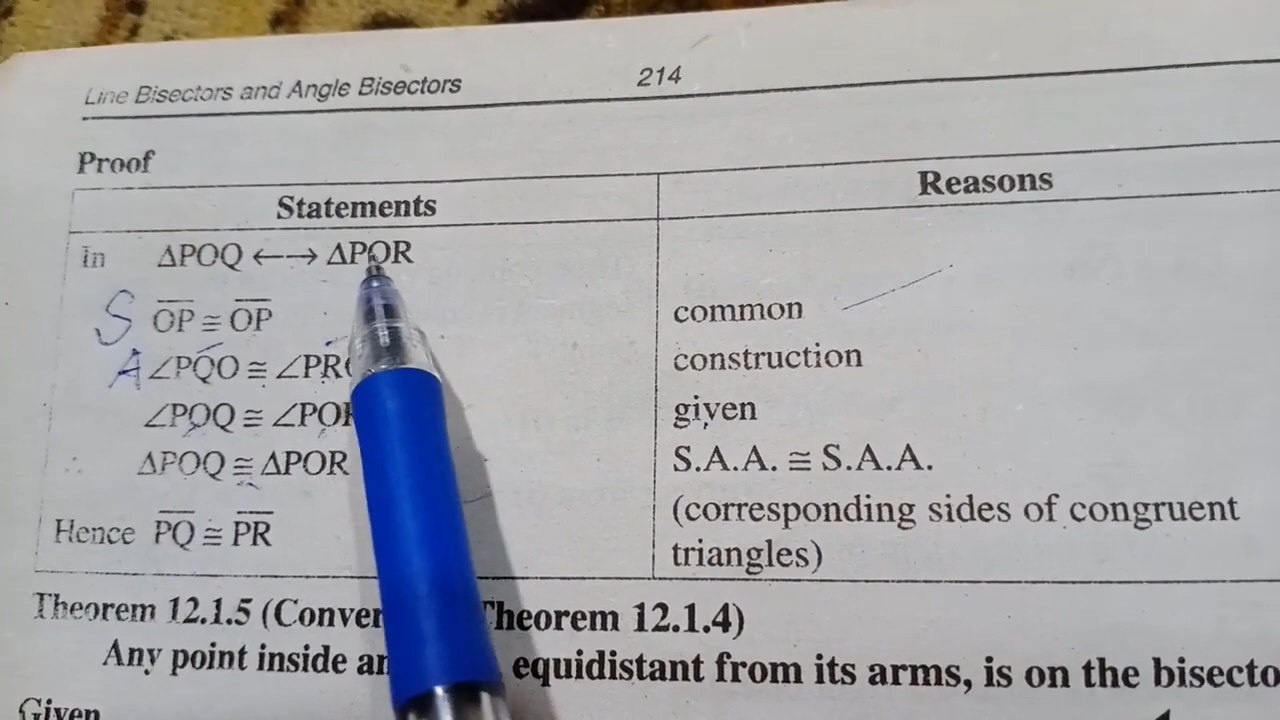 Line Bisectors and Angle Bisectors 214
Proof
Statements Reasons
In ΔPOQ ←→ ΔPOR
S OP ≅ OP common
A ∠PQO ≅ ∠PR construction
∠POQ ≅ ∠PO given
∴ ΔPOQ ≅ ΔPOR S.A.A. ≅ S.A.A.
Hence PQ ≅ PR (corresponding sides of congruent
triangles)
Theorem 12.1.5 (Conver Theorem 12.1.4)
Any point inside an equidistant from its arms, is on the bisecto
Given